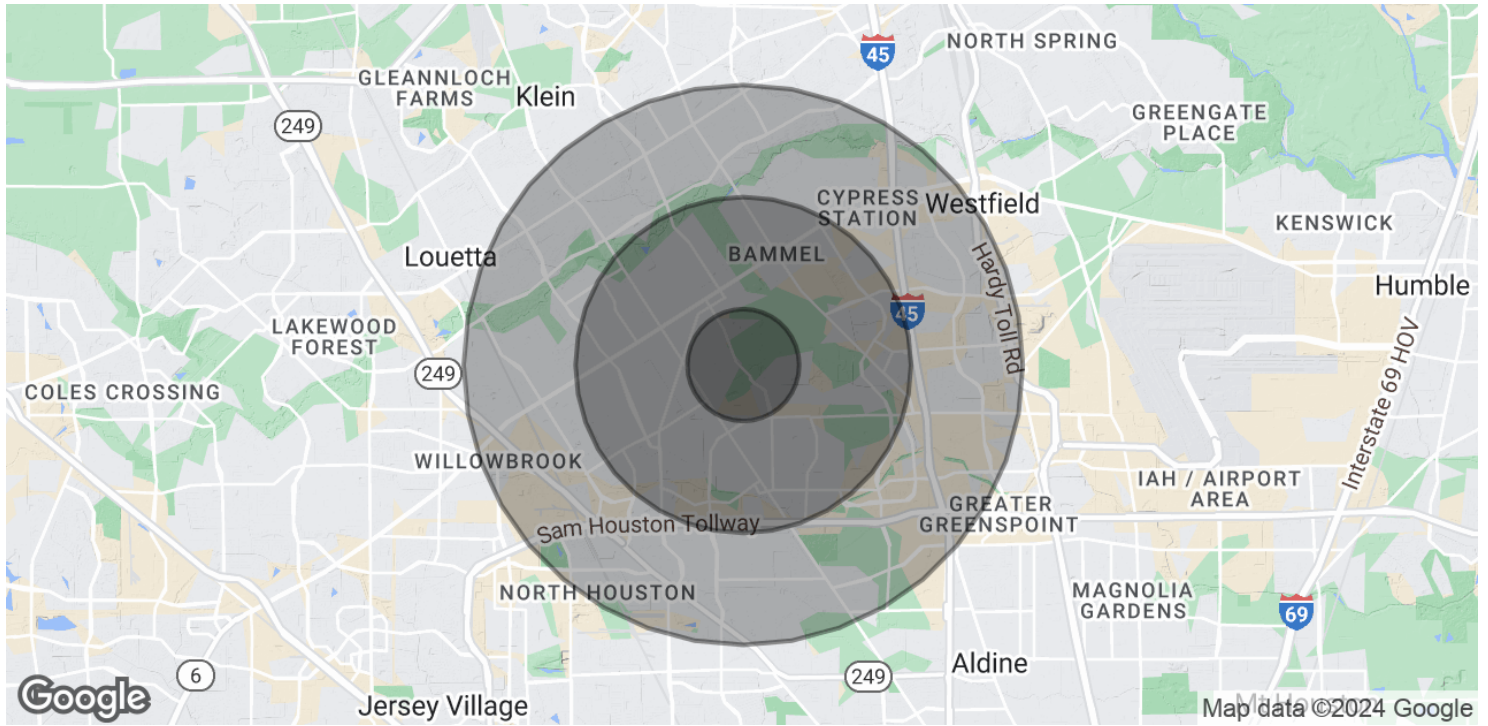 NORTH SPRING
45
GLEANNLOCH
FARMS
Klein
249
GREENGATE
PLACE
CYPRESS
STATION
Westfield
KENSWICK
BAMMEL
Louetta
Hardy Toll Rd
Humble
45
LAKEWOOD
FOREST
249
COLES CROSSING
Interstate 69 HOV
WILLOWBROOK
IAH / AIRPORT
AREA
GREATER
GREENSPOINT
Sam Houston Tollway
NORTH HOUSTON
MAGNOLIA
GARDENS
69
Aldine
6
249
Google
Jersey Village
Mt Houston
Map data ©2024 Google